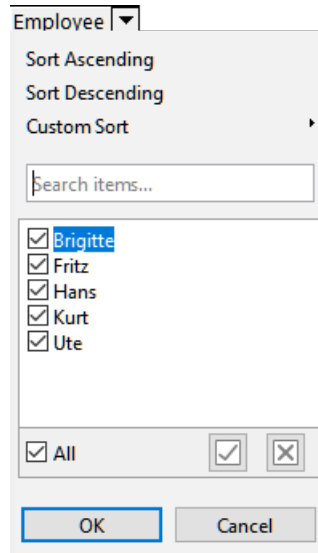 Employee
Sort Ascending
Sort Descending
Custom Sort
Search items...
Brigitte
Fritz
Hans
Kurt
Ute
All
OK
Cancel